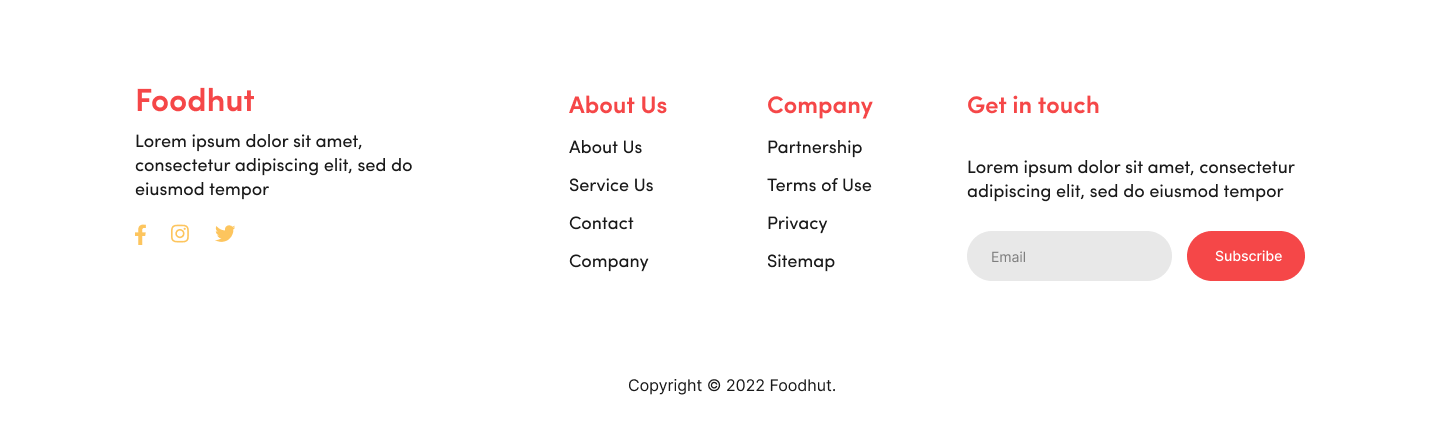 Foodhut
Lorem ipsum dolor sit amet,
consectetur adipiscing elit, sed do
eiusmod tempor
About Us
About Us
Service Us
Contact
Company
Company
Partnership
Terms of Use
Privacy
Sitemap
Get in touch
Lorem ipsum dolor sit amet, consectetur
adipiscing elit, sed do eiusmod tempor
Email
Subscribe
Copyright © 2022 Foodhut.